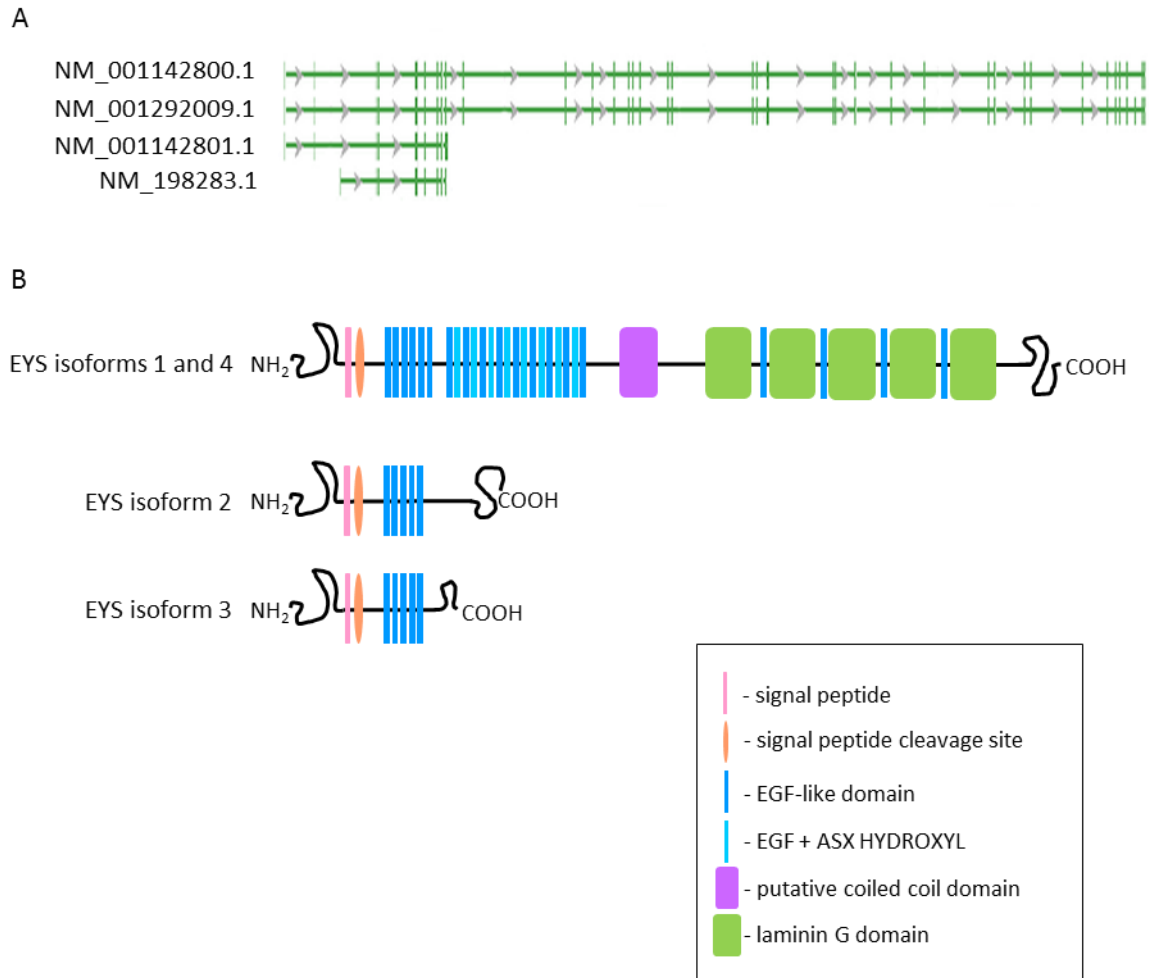 A
NM_001142800.1
NM_001292009.1
NM_001142801.1
NM_198283.1
B
EYS isoforms 1 and 4 NH2 COOH
EYS isoform 2 NH2 COOH
EYS isoform 3 NH2 COOH
- signal peptide
- signal peptide cleavage site
- EGF-like domain
- EGF + ASX HYDROXYL
- putative coiled coil domain
- laminin G domain